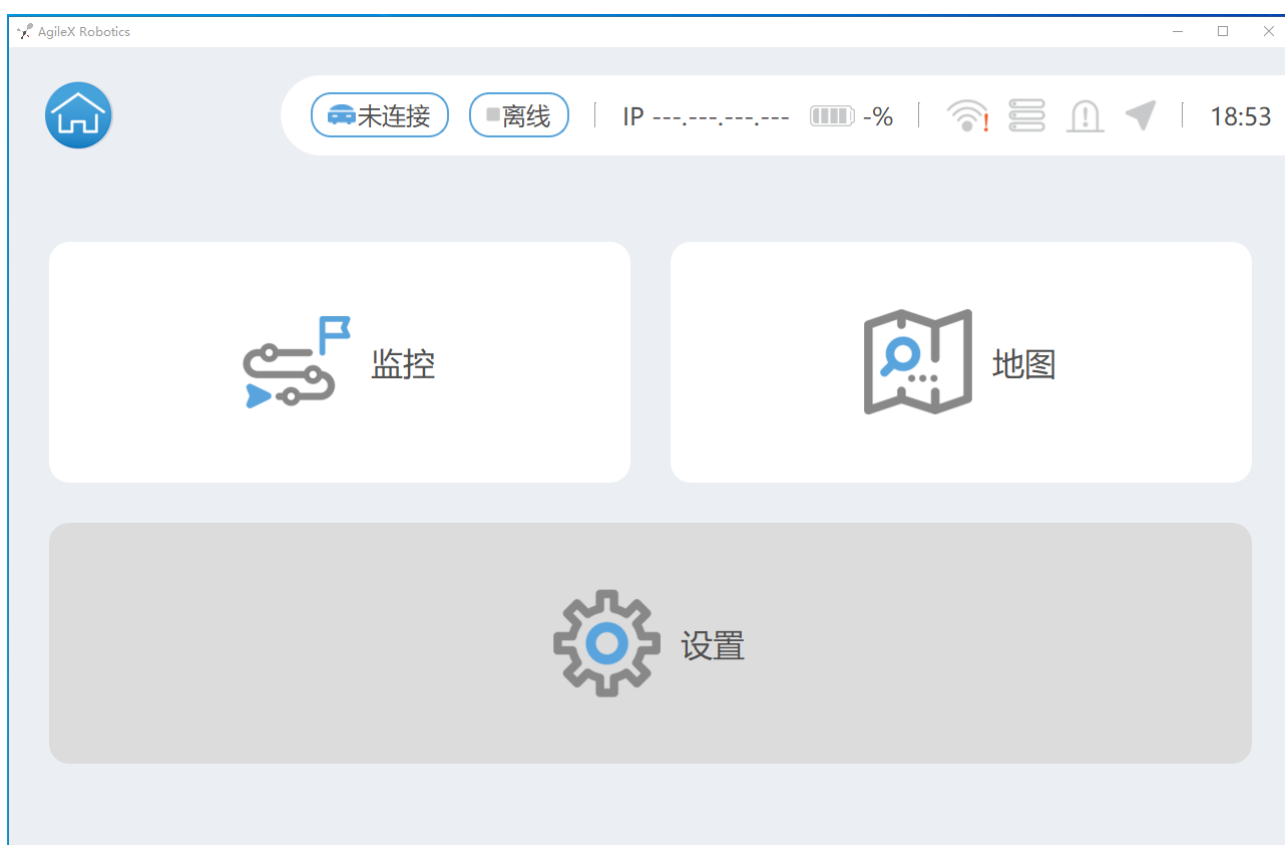 AgileX Robotics
未连接 离线 IP ---.---.---.--- -% 18:53
监控
地图
设置